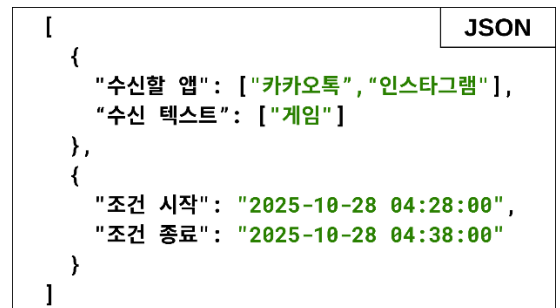 JSON
[
  {
    "수신할 앱": ["카카오톡”,“인스타그램"],
    “수신 텍스트”: ["게임"]
  },
  {
    "조건 시작": "2025-10-28 04:28:00",
    "조건 종료": "2025-10-28 04:38:00"
  }
]